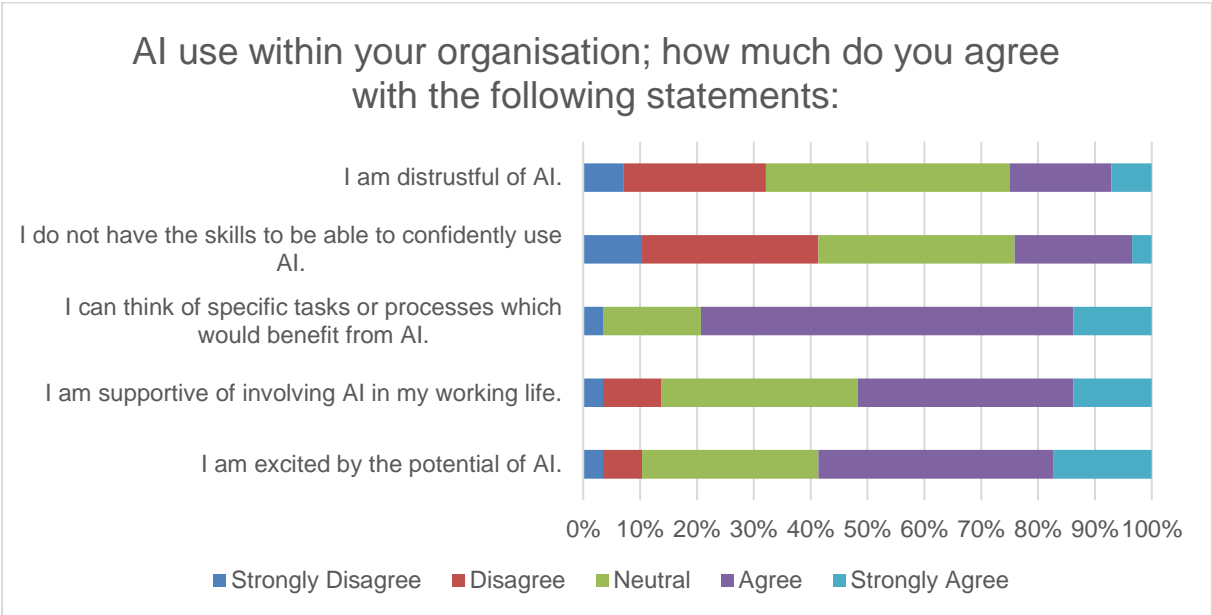 AI use within your organisation; how much do you agree
with the following statements:
I am distrustful of AI.
I do not have the skills to be able to confidently use
AI.
I can think of specific tasks or processes which
would benefit from AI.
I am supportive of involving AI in my working life.
I am excited by the potential of AI.
0% 10% 20% 30% 40% 50% 60% 70% 80% 90% 100%
Strongly Disagree Disagree Neutral Agree Strongly Agree